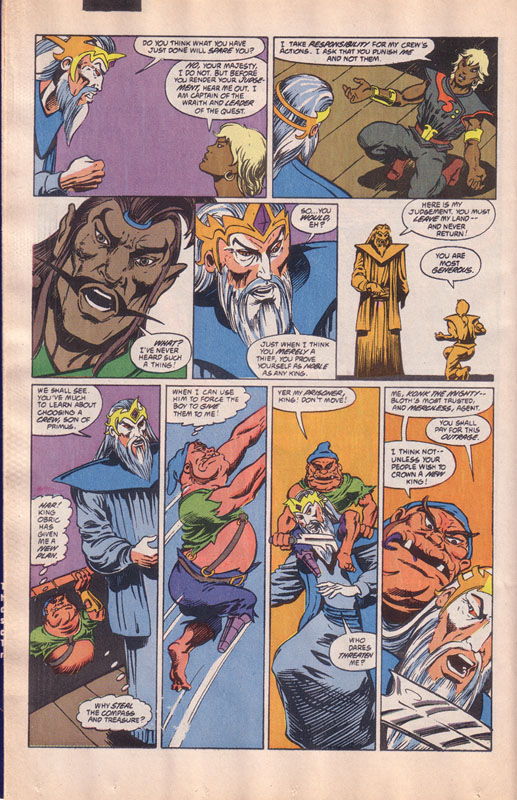 DO YOU THINK WHAT YOU HAVE
JUST DONE WILL SPARE YOU?
NO, YOUR MAJESTY,
I DO NOT. BUT BEFORE
YOU RENDER YOUR JUDGE-
MENT, HEAR ME OUT. I
AM CAPTAIN OF THE
WRAITH AND LEADER
OF THE QUEST.
I TAKE RESPONSIBILITY FOR MY CREW'S
ACTIONS. I ASK THAT YOU PUNISH ME
AND NOT THEM.
WHAT?
I'VE NEVER
HEARD SUCH
A THING!
SO...YOU
WOULD,
EH?
JUST WHEN I THINK
YOU MERELY A
THIEF, YOU PROVE
YOURSELF AS NOBLE
AS ANY KING.
HERE IS MY
JUDGEMENT. YOU MUST
LEAVE MY LAND--
AND NEVER
RETURN!
YOU ARE
MOST
GENEROUS.
WE SHALL SEE.
YOU'VE MUCH
TO LEARN ABOUT
CHOOSING A
CREW, SON OF
PRIMUS.
HAR!
KING
OBRIC
HAS
GIVEN
ME A
NEW
PLAN.
WHY STEAL
THE COMPASS
AND TREASURE?
WHEN I CAN USE
HIM TO FORCE THE
BOY TO GIVE
THEM TO ME!
YER MY PRISONER,
KING! DON'T MOVE!
WHO
DARES
THREATEN
ME?
ME, KONK THE MIGHTY--
BLOTH'S MOST TRUSTED,
AND MERCILESS, AGENT.
YOU SHALL
PAY FOR THIS
OUTRAGE.
I THINK NOT--
UNLESS YOUR
PEOPLE WISH TO
CROWN A NEW
KING!